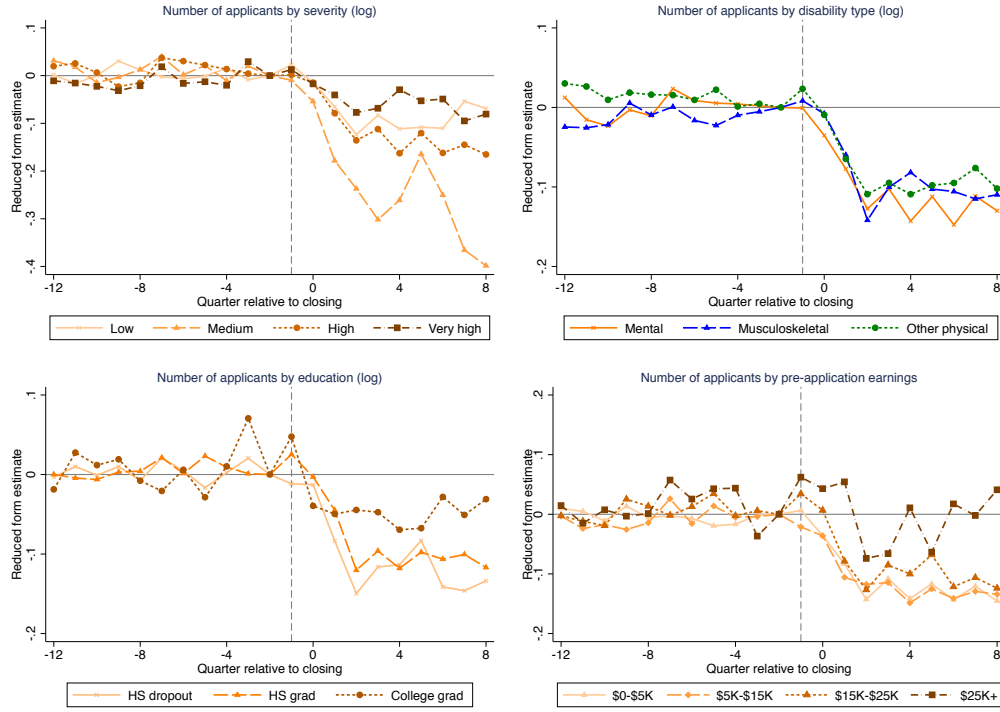 Number of applicants by severity (log)
Reduced form estimate
.1
0
-.1
-.2
-.3
-.4
-12 -8 -4 0 4 8
Quarter relative to closing
Low Medium High Very high
Number of applicants by disability type (log)
Reduced form estimate
.1
0
-.1
-.2
-12 -8 -4 0 4 8
Quarter relative to closing
Mental Musculoskeletal Other physical
Number of applicants by education (log)
Reduced form estimate
.1
0
-.1
-.2
-12 -8 -4 0 4 8
Quarter relative to closing
HS dropout HS grad College grad
Number of applicants by pre-application earnings
Reduced form estimate
.2
0.1
0
-.1
-.2
-12 -8 -4 0 4 8
Quarter relative to closing
$0-$5K $5K-$15K $15K-$25K $25K+